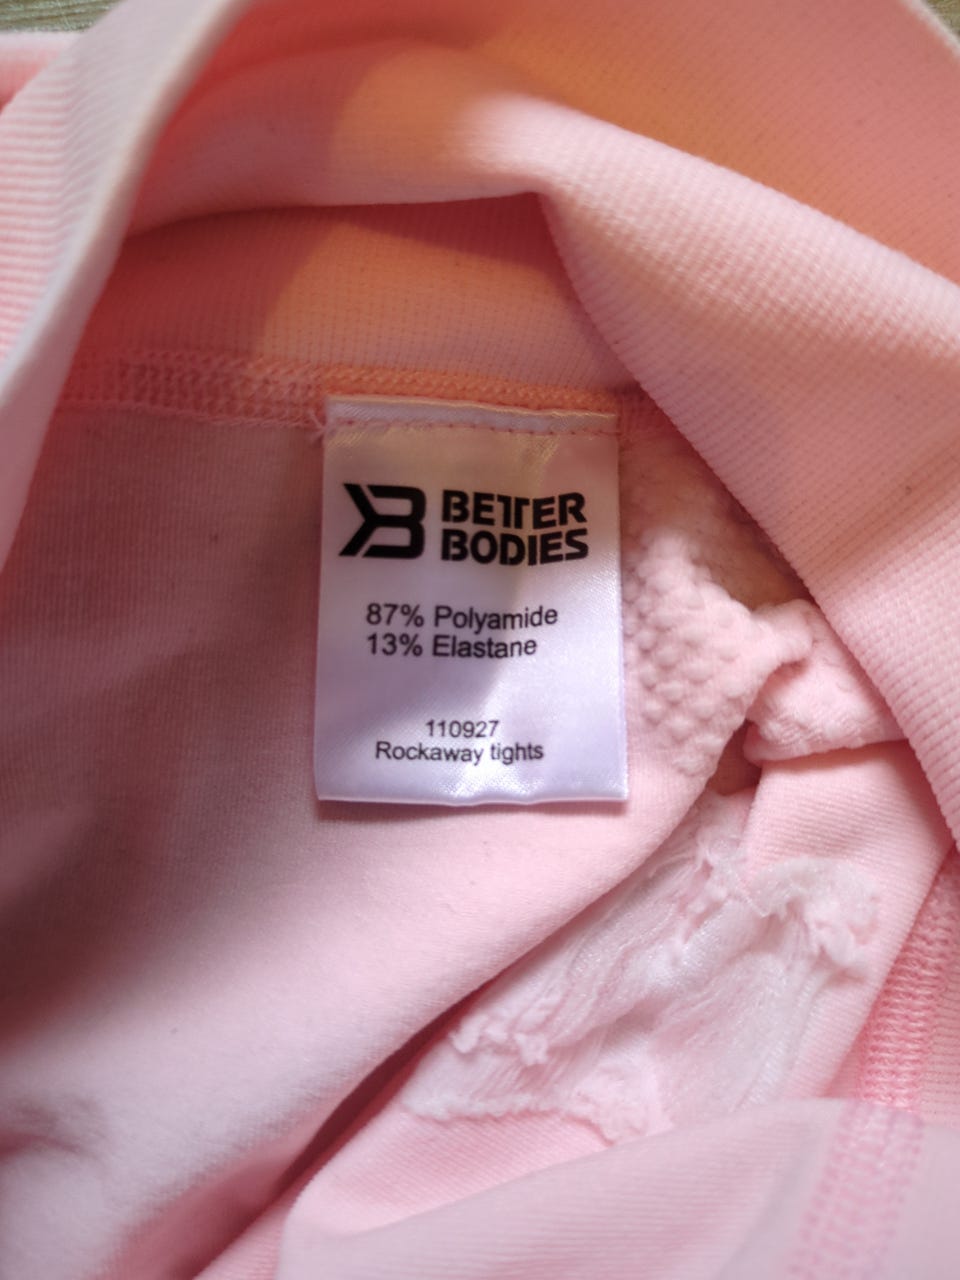 BETTER
BODIES
87% Polyamide
13% Elastane
110927
Rockaway tights